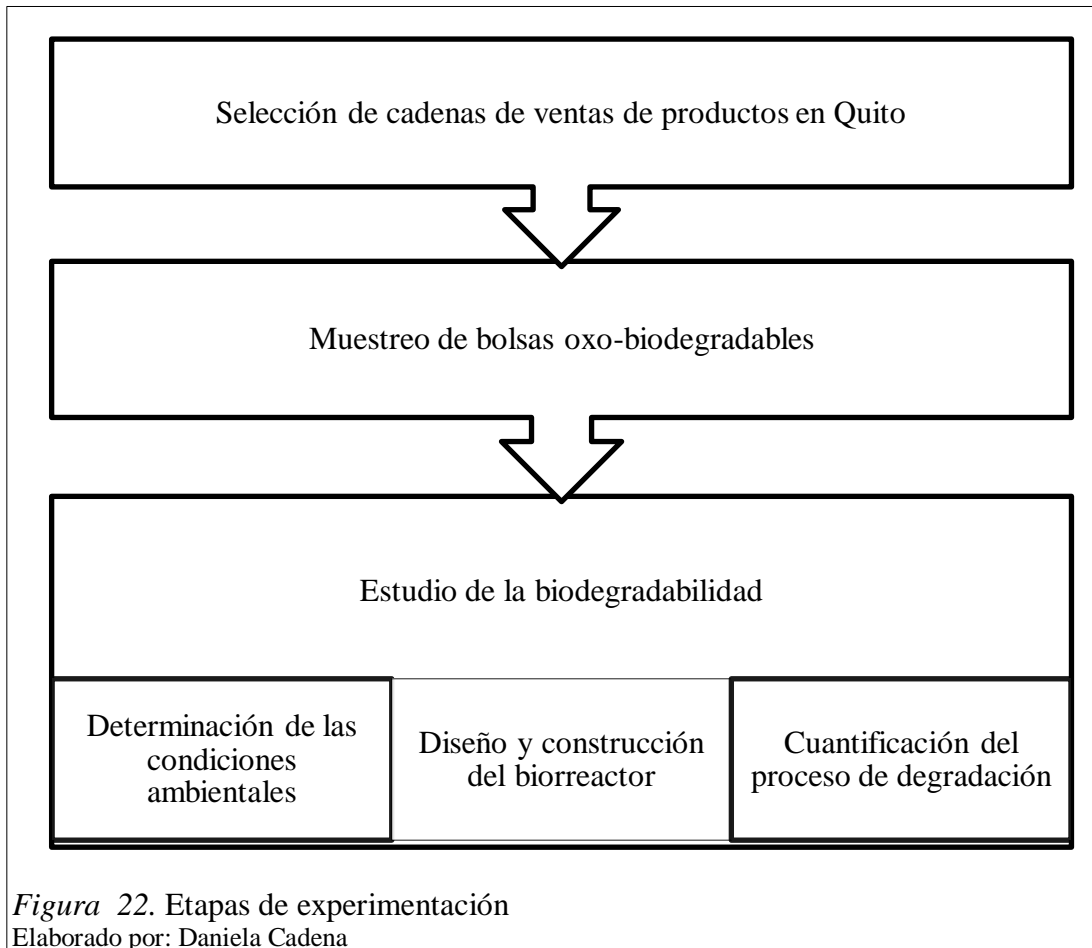 Selección de cadenas de ventas de productos en Quito
Muestreo de bolsas oxo-biodegradables
Estudio de la biodegradabilidad
Determinación de las
condiciones
ambientales
Diseño y construcción
del biorreactor
Cuantificación del
proceso de degradación
Figura 22. Etapas de experimentación
Elaborado por: Daniela Cadena